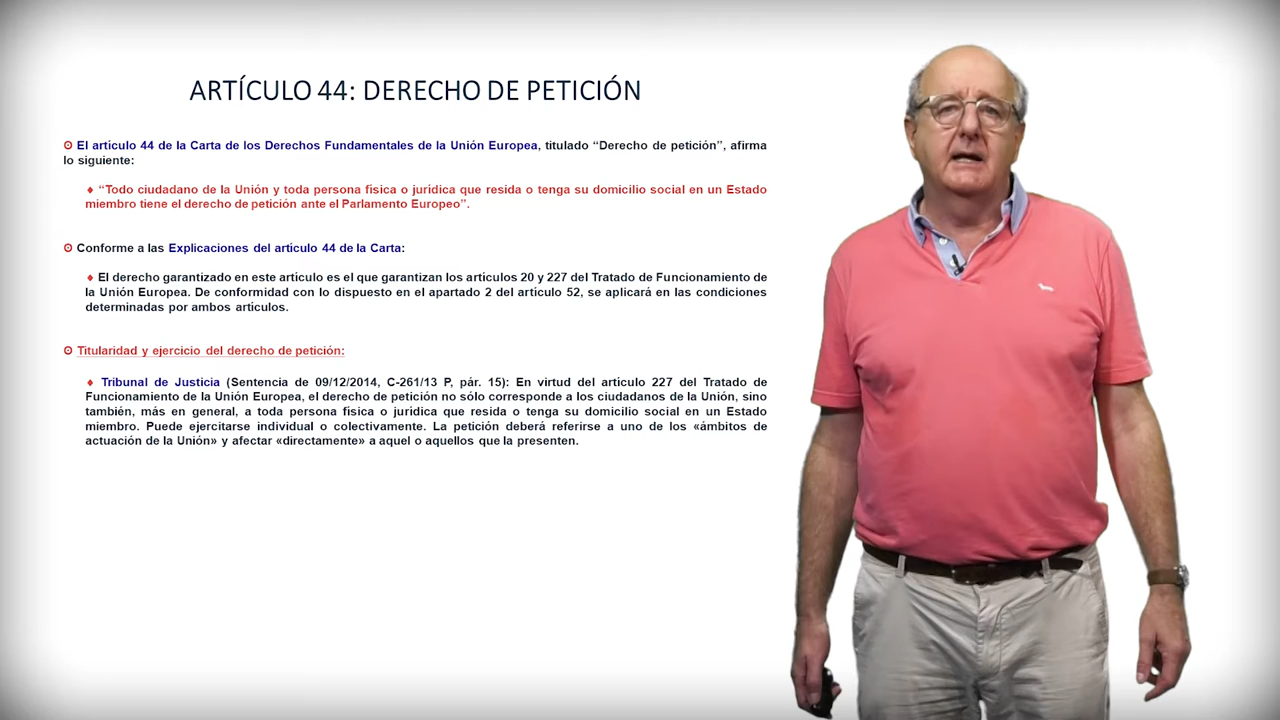 ARTÍCULO 44: DERECHO DE PETICIÓN
El artículo 44 de la Carta de los Derechos Fundamentales de la Unión Europea, titulado “Derecho de petición”, afirma
lo siguiente:
“Todo ciudadano de la Unión y toda persona física o jurídica que resida o tenga su domicilio social en un Estado
miembro tiene el derecho de petición ante el Parlamento Europeo”.
Conforme a las Explicaciones del artículo 44 de la Carta:
El derecho garantizado en este artículo es el que garantizan los artículos 20 y 227 del Tratado de Funcionamiento de
la Unión Europea. De conformidad con lo dispuesto en el apartado 2 del artículo 52, se aplicará en las condiciones
determinadas por ambos artículos.
Titularidad y ejercicio del derecho de petición:
Tribunal de Justicia (Sentencia de 09/12/2014, C-261/13 P, pár. 15): En virtud del artículo 227 del Tratado de
Funcionamiento de la Unión Europea, el derecho de petición no sólo corresponde a los ciudadanos de la Unión, sino
también, más en general, a toda persona física o jurídica que resida o tenga su domicilio social en un Estado
miembro. Puede ejercitarse individual o colectivamente. La petición deberá referirse a uno de los «ámbitos de
actuación de la Unión» y afectar «directamente» a aquel o aquellos que la presenten.